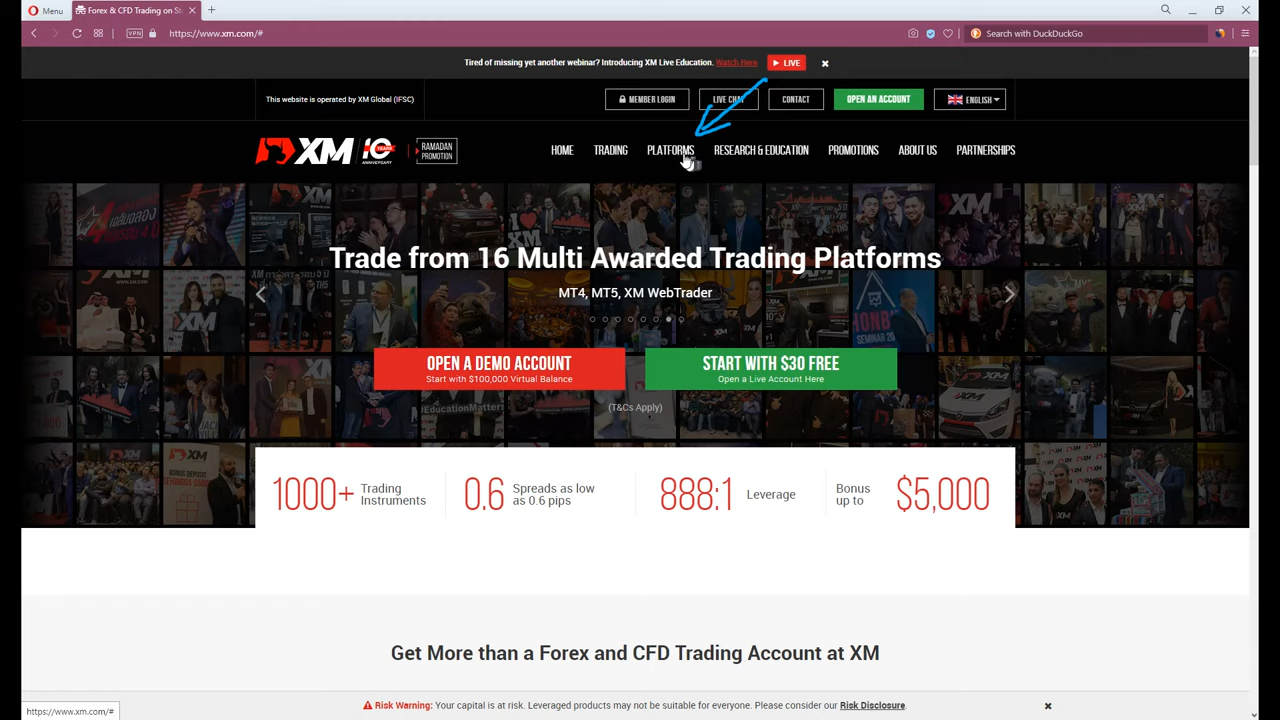 Menu
Forex & CFD Trading on St
VPN
https://www.xm.com/#
Search with DuckDuckGo
Tired of missing yet another webinar? Introducing XM Live Education. Watch Here
LIVE
This website is operated by XM Global (IFSC)
MEMBER LOGIN
LIVE CHAT
CONTACT
OPEN AN ACCOUNT
ENGLISH
XM
10 YEARS
ANNIVERSARY
RAMADAN
PROMOTION
HOME
TRADING
PLATFORMS
RESEARCH & EDUCATION
PROMOTIONS
ABOUT US
PARTNERSHIPS
Trade from 16 Multi Awarded Trading Platforms
MT4, MT5, XM WebTrader
OPEN A DEMO ACCOUNT
Start with $100,000 Virtual Balance
START WITH $30 FREE
Open a Live Account Here
(T&Cs Apply)
1000+
Trading
Instruments
0.6
Spreads as low
as 0.6 pips
888:1
Leverage
Bonus
up to
$5,000
Get More than a Forex and CFD Trading Account at XM
Risk Warning: Your capital is at risk. Leveraged products may not be suitable for everyone. Please consider our Risk Disclosure.
https://www.xm.com/#